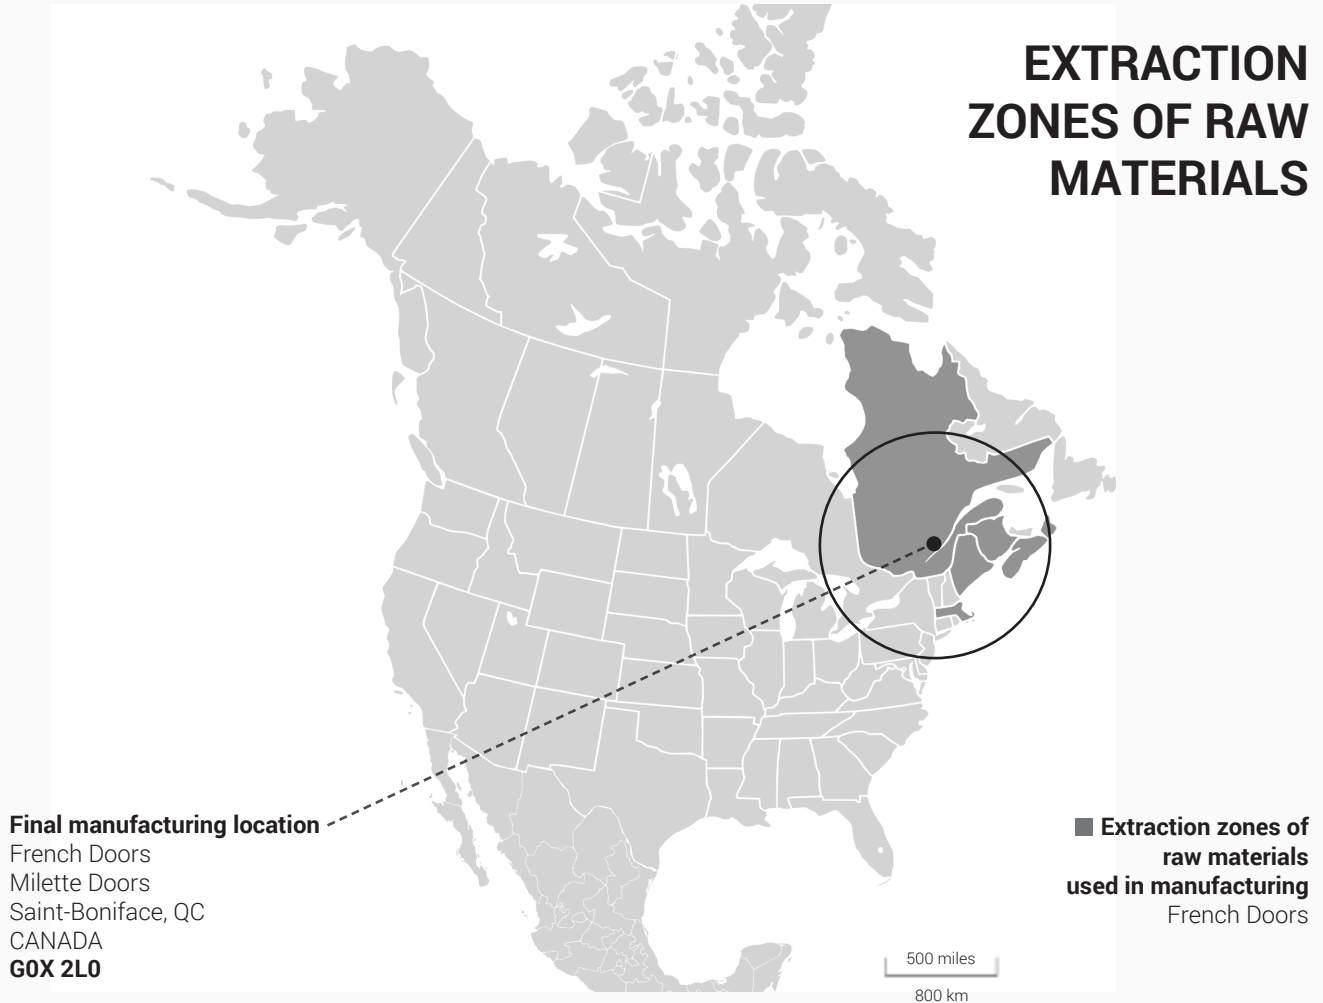 EXTRACTION
ZONES OF RAW
MATERIALS
Final manufacturing location
French Doors
Milette Doors
Saint-Boniface, QC
CANADA
G0X 2L0
Extraction zones of
raw materials
used in manufacturing
French Doors
500 miles
800 km